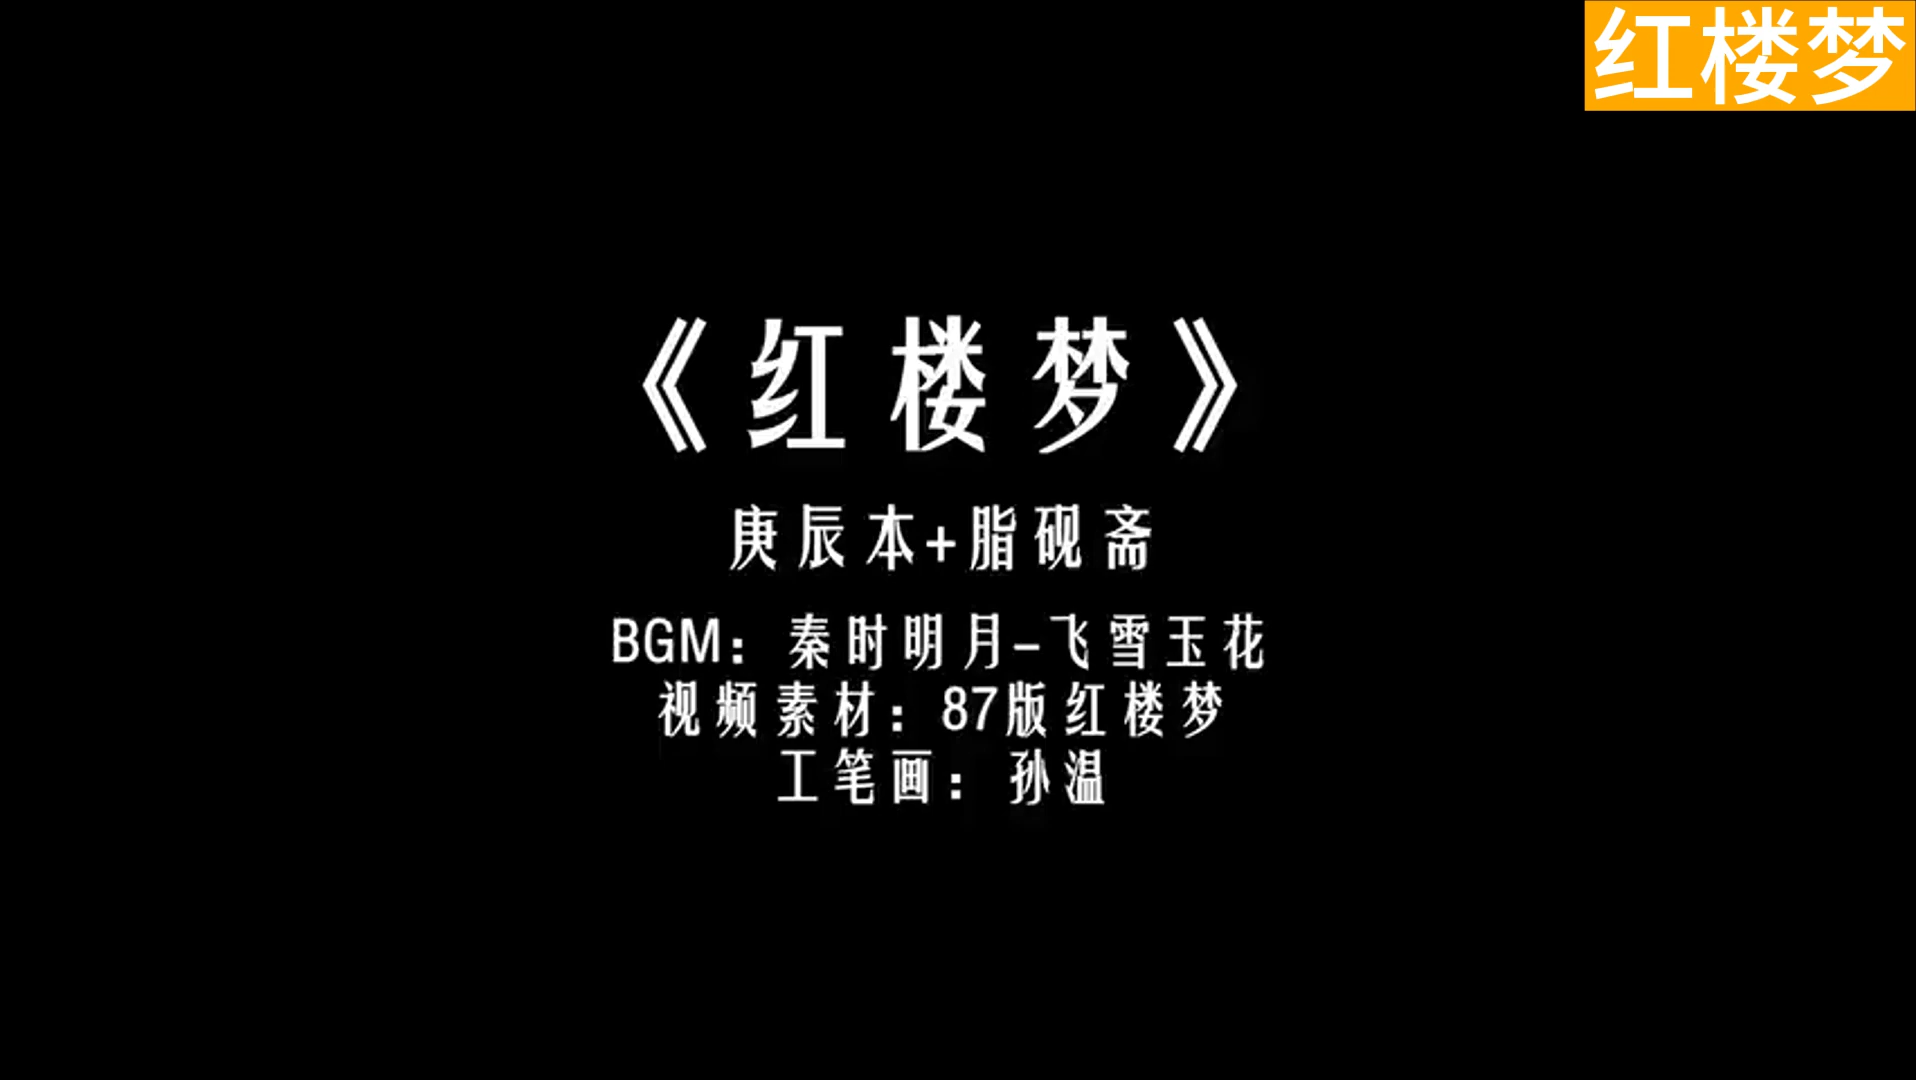 红楼梦
《红楼梦》
庚辰本+脂砚斋
BGM：秦时明月-飞雪玉花
视频素材：87版红楼梦
工笔画：孙温